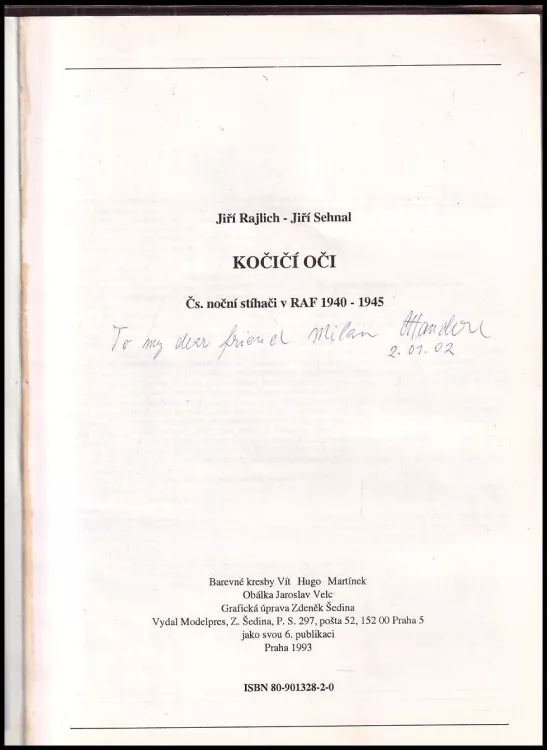 Jiří Rajlich - Jiří Sehnal
KOČIČÍ OČI
Čs. noční stíhači v RAF 1940 - 1945
To my dear friend Milan
2. 01. 02
Barevné kresby Vít Hugo Martínek
Obálka Jaroslav Velc
Grafická úprava Zdeněk Šedina
Vydal Modelpres, Z. Šedina, P. S. 297, pošta 52, 152 00 Praha 5
jako svou 6. publikaci
Praha 1993
ISBN 80-901328-2-0